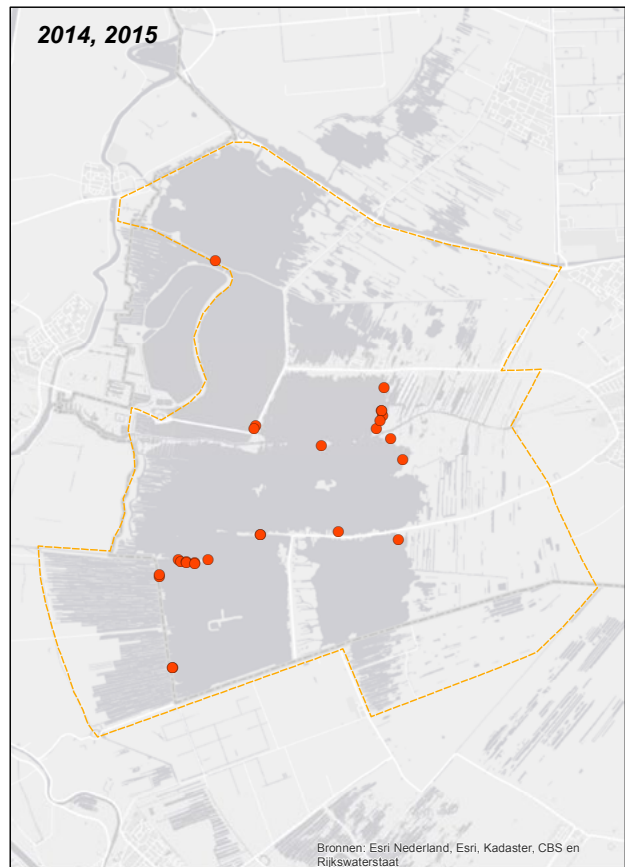 2014, 2015
Bronnen: Esri Nederland, Esri, Kadaster, CBS en
Rijkswaterstaat